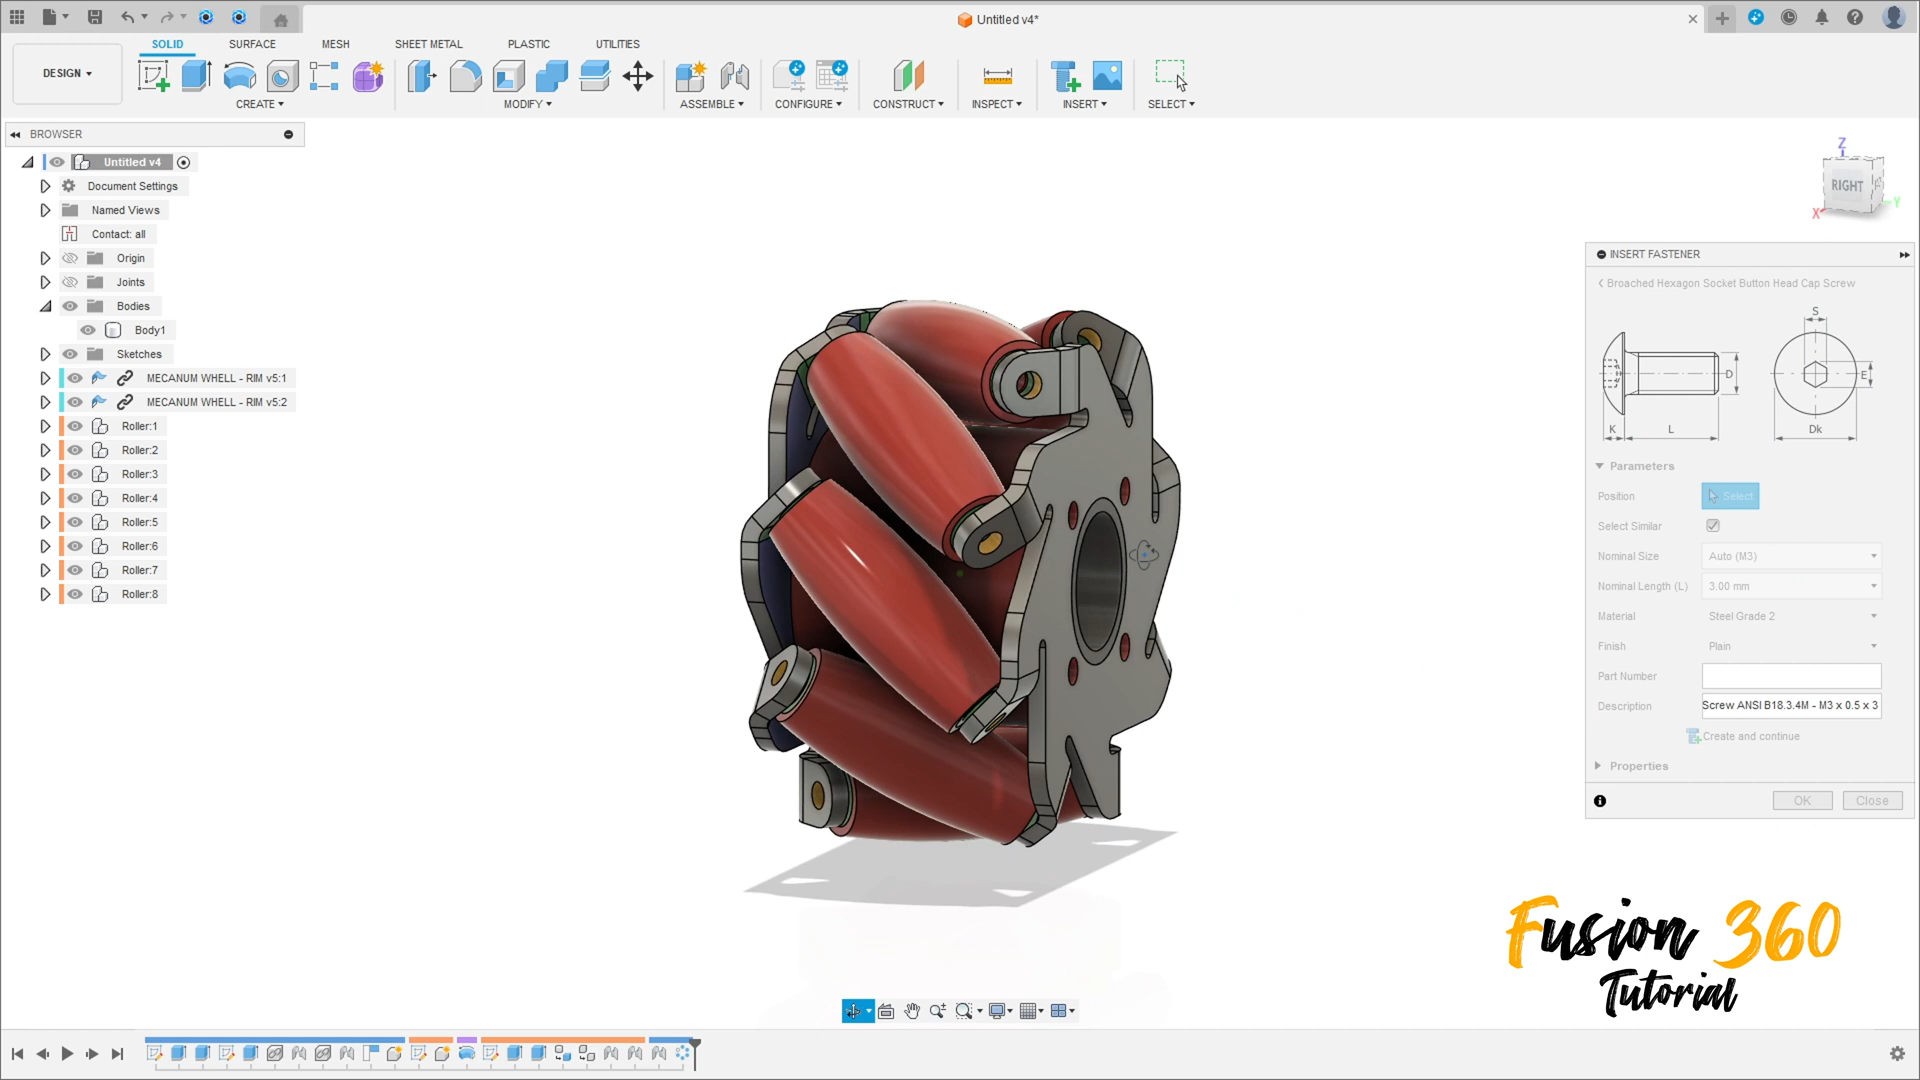 Untitled v4*
DESIGN
SOLID
SURFACE
MESH
SHEET METAL
PLASTIC
UTILITIES
CREATE
MODIFY
ASSEMBLE
CONFIGURE
CONSTRUCT
INSPECT
INSERT
SELECT
BROWSER
Untitled v4
Document Settings
Named Views
Contact: all
Origin
Joints
Bodies
Body1
Sketches
MECANUM WHELL - RIM v5:1
MECANUM WHELL - RIM v5:2
Roller:1
Roller:2
Roller:3
Roller:4
Roller:5
Roller:6
Roller:7
Roller:8
Z
RIGHT
X
Y
INSERT FASTENER
Broached Hexagon Socket Button Head Cap Screw
S
D
E
K
L
Dk
Parameters
Position
Select
Select Similar
Nominal Size
Auto (M3)
Nominal Length (L)
3.00 mm
Material
Steel Grade 2
Finish
Plain
Part Number
Description
Screw ANSI B18.3.4M - M3 x 0.5 x 3
Create and continue
Properties
OK
Close
Fusion 360
Tutorial